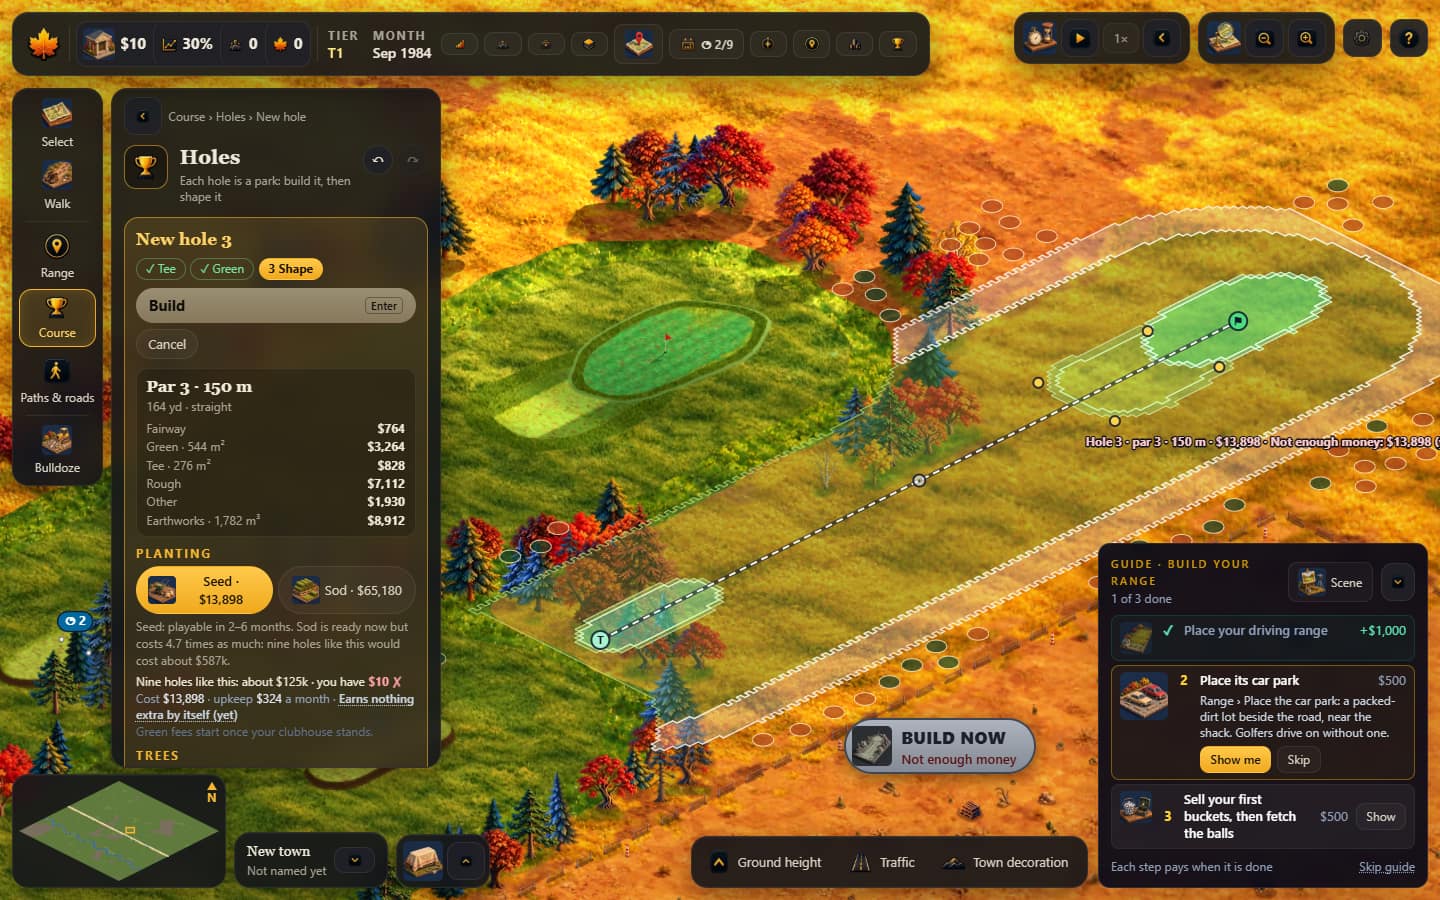 $10
30%
0
0
TIER
T1
MONTH
Sep 1984
2/9
1×
?
Select
Walk
Range
Course
Paths & roads
Bulldoze
Course › Holes › New hole
Holes
Each hole is a park: build it, then
shape it
New hole 3
✓ Tee
✓ Green
3 Shape
Build
Enter
Cancel
Par 3 · 150 m
164 yd · straight
Fairway $764
Green · 544 m² $3,264
Tee · 276 m² $828
Rough $7,112
Other $1,930
Earthworks · 1,782 m³ $8,912
PLANTING
Seed ·
$13,898
Sod · $65,180
Seed: playable in 2–6 months. Sod is ready now but
costs 4.7 times as much: nine holes like this would
cost about $587k.
Nine holes like this: about $125k · you have $10 ✗
Cost $13,898 · upkeep $324 a month · Earns nothing
extra by itself (yet)
Green fees start once your clubhouse stands.
TREES
2
T
Hole 3 · par 3 · 150 m · $13,898 · Not enough money: $13,898
BUILD NOW
Not enough money
GUIDE · BUILD YOUR
RANGE
1 of 3 done
Scene
✓ Place your driving range +$1,000
2 Place its car park $500
Range › Place the car park: a packed-
dirt lot beside the road, near the
shack. Golfers drive on without one.
Show me
Skip
3 Sell your first
buckets, then fetch
the balls
$500
Show
Each step pays when it is done
Skip guide
N
New town
Not named yet
Ground height
Traffic
Town decoration